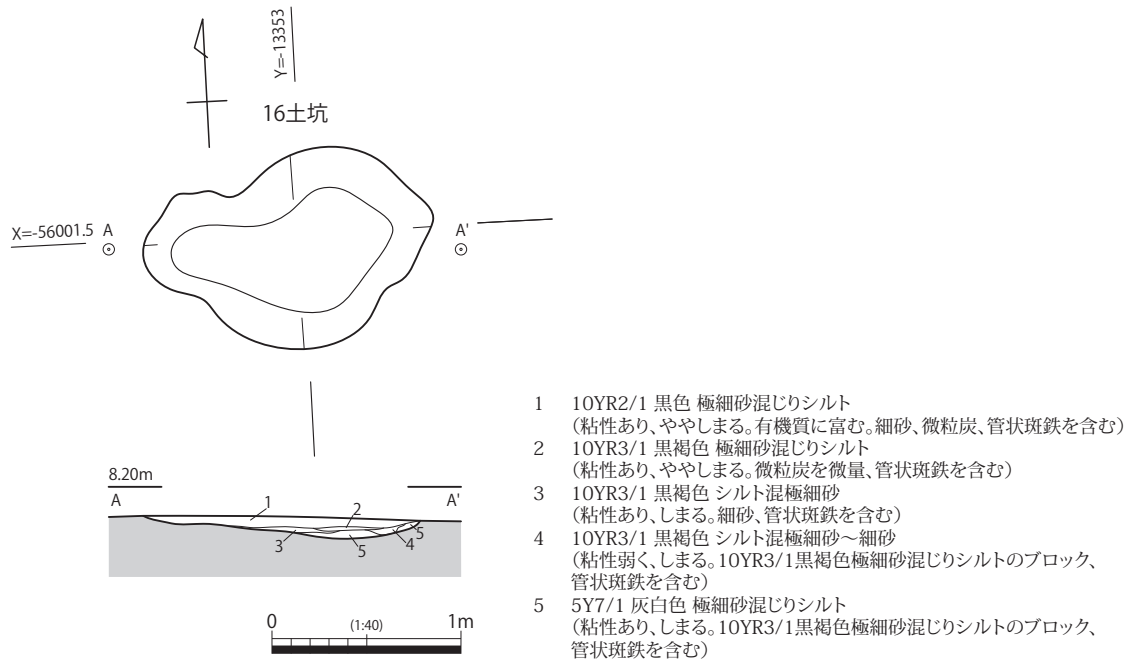 Y=-13353
16土坑
X=-56001.5 A
A'
8.20m
A A'
1
2
3
5
4
5
0 (1:40) 1m
1 10YR2/1 黒色 極細砂混じりシルト
（粘性あり、ややしまる。有機質に富む。細砂、微粒炭、管状斑鉄を含む）
2 10YR3/1 黒褐色 極細砂混じりシルト
（粘性あり、ややしまる。微粒炭を微量、管状斑鉄を含む）
3 10YR3/1 黒褐色 シルト混極細砂
（粘性あり、しまる。細砂、管状斑鉄を含む）
4 10YR3/1 黒褐色 シルト混極細砂～細砂
（粘性弱く、しまる。10YR3/1黒褐色極細砂混じりシルトのブロック、
管状斑鉄を含む）
5 5Y7/1 灰白色 極細砂混じりシルト
（粘性あり、しまる。10YR3/1黒褐色極細砂混じりシルトのブロック、
管状斑鉄を含む）